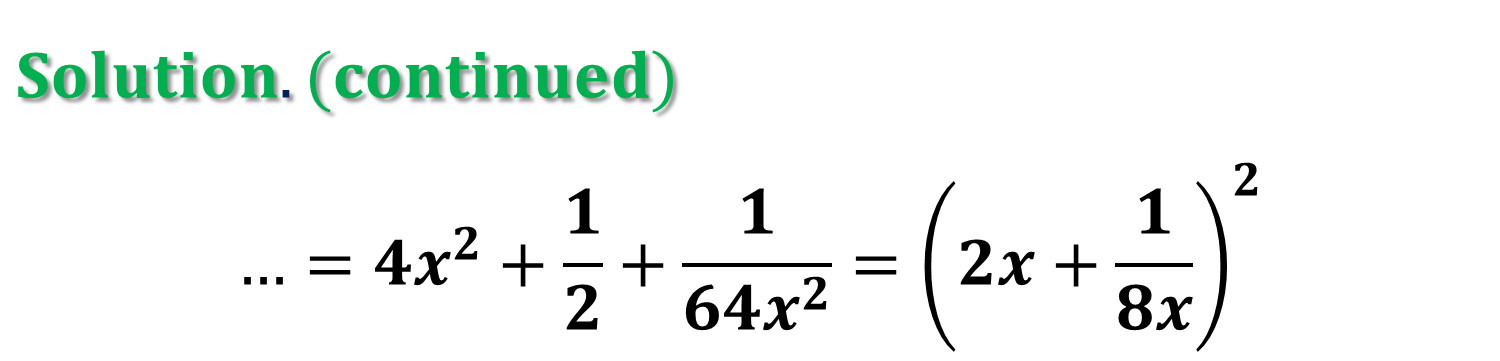 Solution. (continued)
... = 4x² + 1/2 + 1/(64x²) = (2x + 1/(8x))²